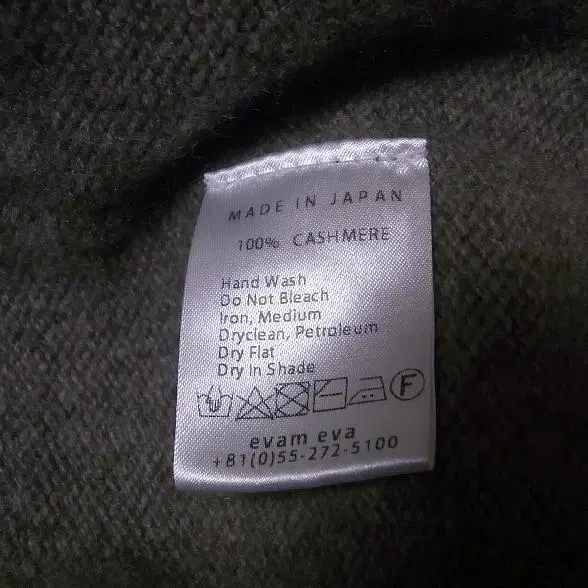 MADE IN JAPAN
100% CASHMERE
Hand Wash
Do Not Bleach
Iron, Medium
Dryclean, Petroleum
Dry Flat
Dry In Shade
F
evam eva
+81(0)55-272-5100